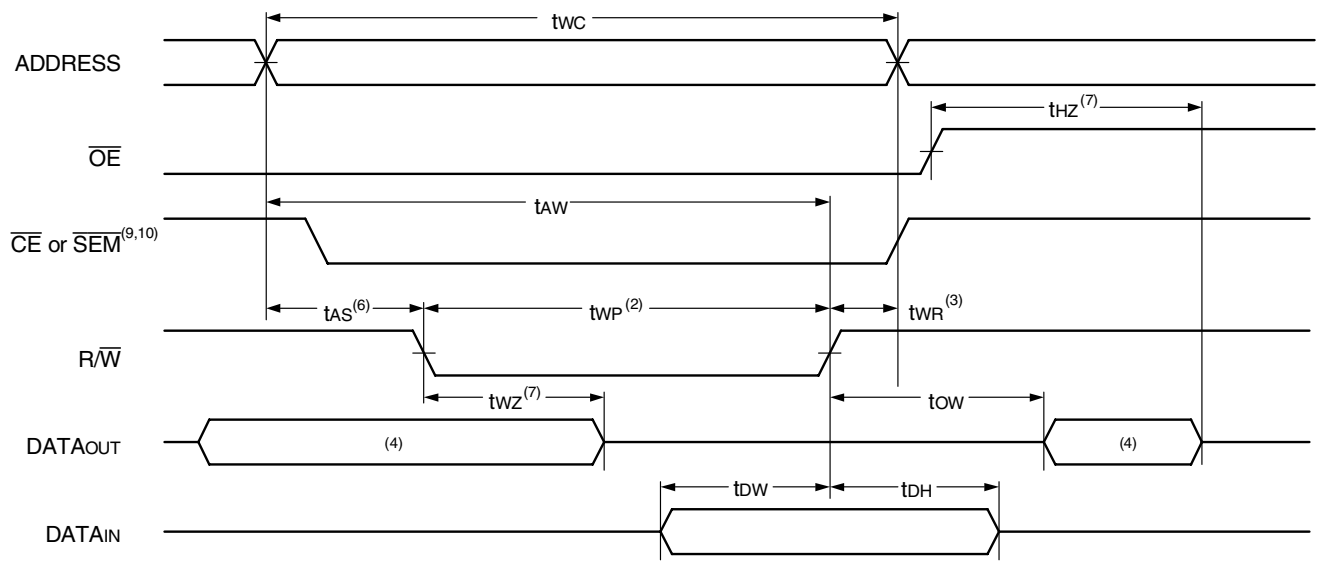 tWC
ADDRESS
tHZ(7)
OE
tAW
CE or SEM(9,10)
tAS(6)
tWP(2)
tWR(3)
R/W
tWZ(7)
tOW
DATAOUT
(4)
(4)
tDW
tDH
DATAIN